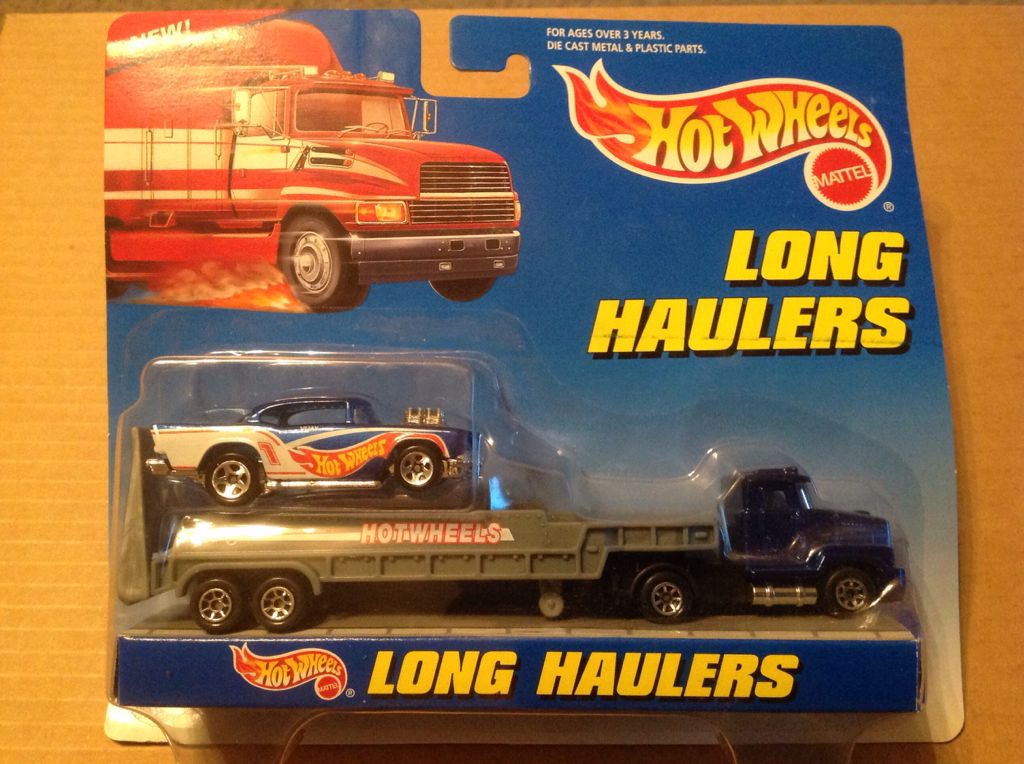 NEW!
FOR AGES OVER 3 YEARS.
DIE CAST METAL & PLASTIC PARTS.
HOT WHEELS
MATTEL
®
LONG
HAULERS
1
HOT WHEELS
HOTWHEELS
HOT WHEELS
MATTEL
®
LONG HAULERS